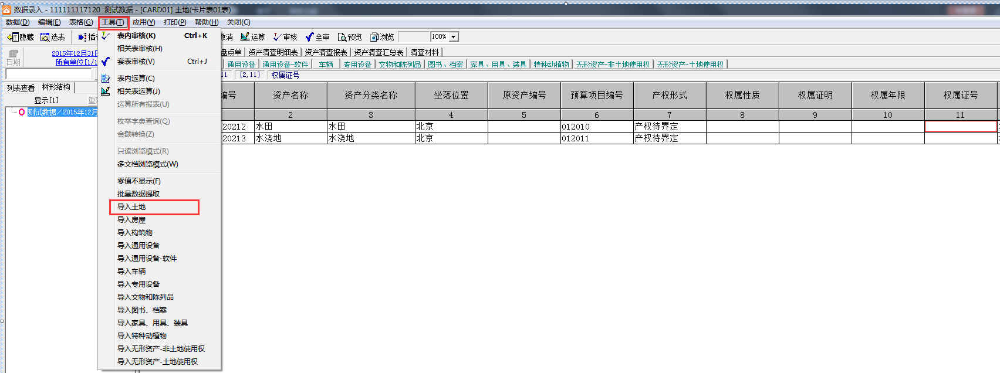 数据录入 - 111111117120 测试数据 - [CARD01] 土地(卡片表01表)
数据(D) 编辑(E) 表格(G) 工具(T) 应用(Y) 打印(P) 帮助(H) 关闭(C)
隐藏 选表 插 撤消 运算 审核 全审 预览 浏览 100%
日期 2015年12月31日
所有单位[1/1
盘点单 资产清查明细表 资产清查报表 资产清查汇总表 清查材料
通用设备 通用设备-软件 车辆 专用设备 文物和陈列品 图书、档案 家具、用具、装具 特种动植物 无形资产-非土地使用权 无形资产-土地使用权
11 [2,11] 权属证号
列表查看 树形结构
显示[1] 重
测试数据／2015年12月
编号 资产名称 资产分类名称 坐落位置 原资产编号 预算项目编号 产权形式 权属性质 权属证明 权属年限 权属证号
2 3 4 5 6 7 8 9 10 11
20212 水田 水田 北京 012010 产权待界定
20213 水浇地 水浇地 北京 012011 产权待界定
表内审核(K) Ctrl+K
相关表审核(H)
套表审核(V) Ctrl+J
表内运算(C)
相关表运算(J)
运算所有报表(U)
枚举字典查询(Q)
金额转换(Z)
只读浏览模式(R)
多文档浏览模式(W)
零值不显示(F)
批量数据提取
导入土地
导入房屋
导入构筑物
导入通用设备
导入通用设备-软件
导入车辆
导入专用设备
导入文物和陈列品
导入图书、档案
导入家具、用具、装具
导入特种动植物
导入无形资产-非土地使用权
导入无形资产-土地使用权